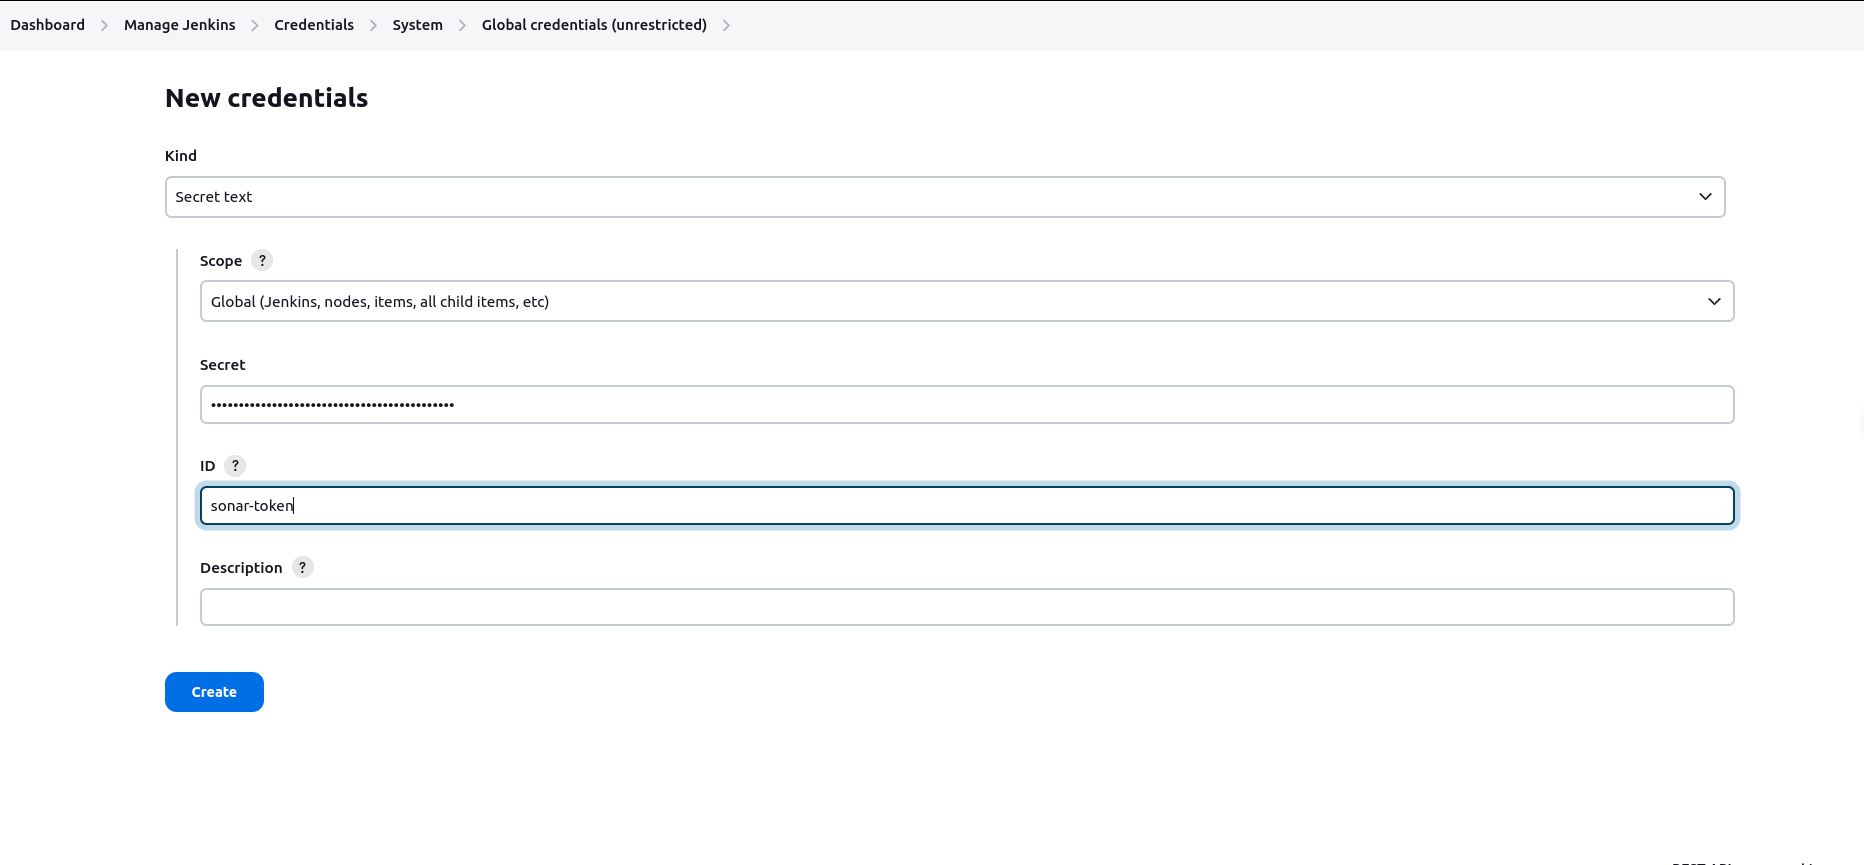 Dashboard > Manage Jenkins > Credentials > System > Global credentials (unrestricted) >
New credentials
Kind
Secret text
Scope ?
Global (Jenkins, nodes, items, all child items, etc)
Secret
••••••••••••••••••••••••••••••••••••••••••••
ID ?
sonar-token
Description ?
Create